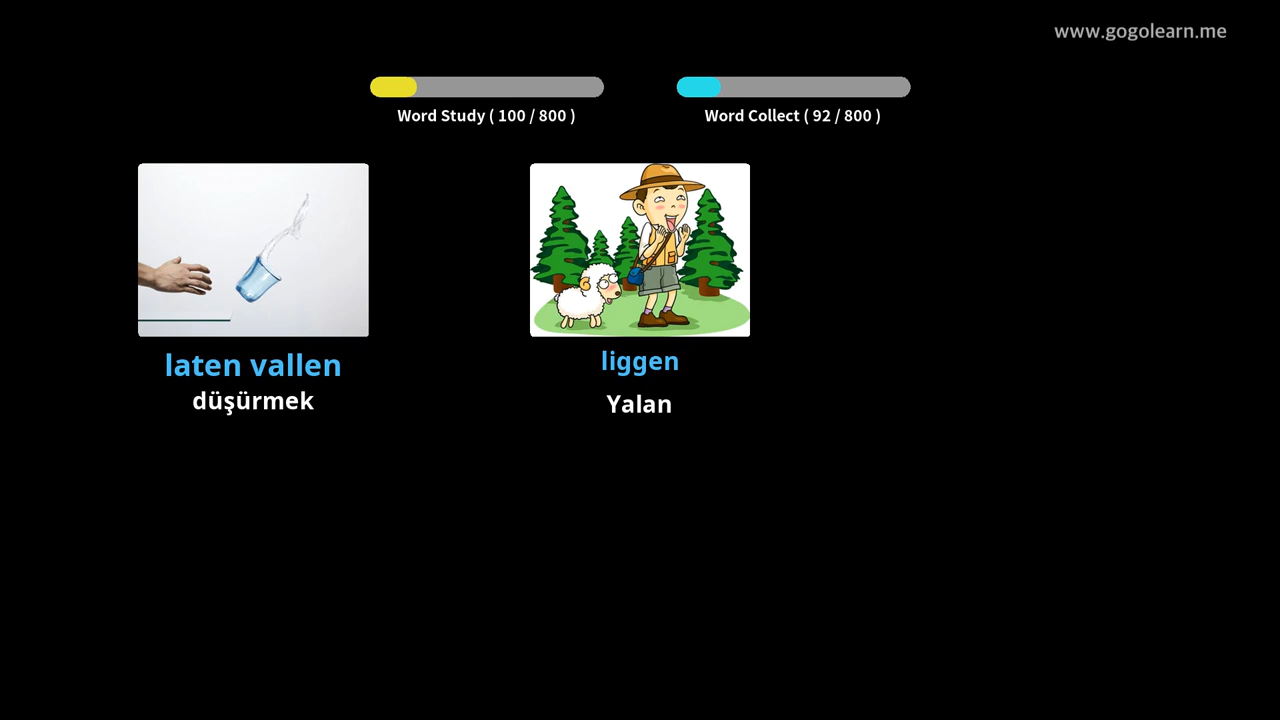 www.gogolearn.me
Word Study ( 100 / 800 )
Word Collect ( 92 / 800 )
laten vallen
düşürmek
liggen
Yalan